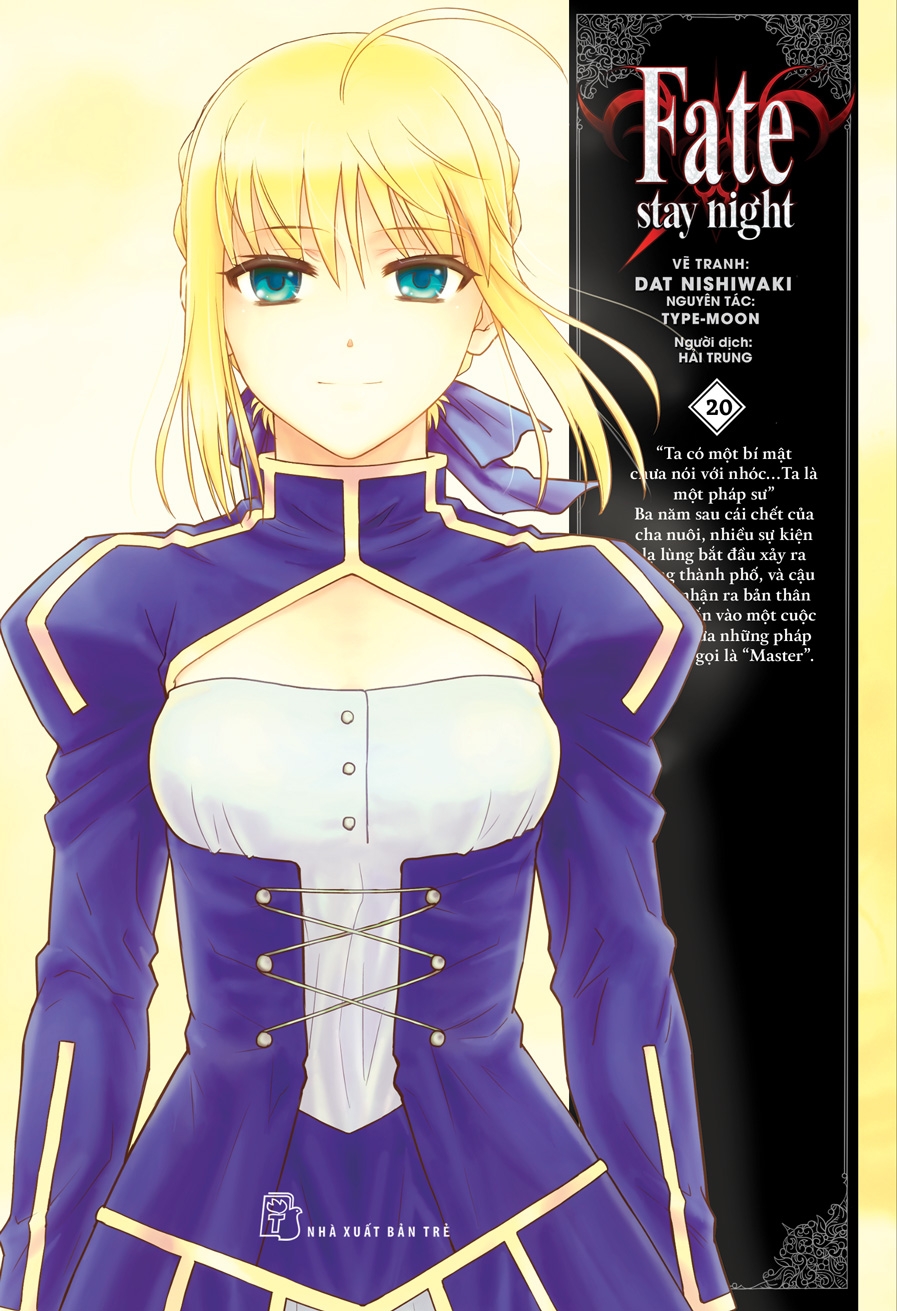 Fate
stay night
VẼ TRANH:
DAT NISHIWAKI
NGUYÊN TÁC:
TYPE-MOON
Người dịch:
HẢI TRUNG
20
“Ta có một bí mật
chưa nói với nhóc...Ta là
một pháp sư”
Ba năm sau cái chết của
cha nuôi, nhiều sự kiện
lạ lùng bắt đầu xảy ra
thành phố, và cậu
nhận ra bản thân
vào một cuộc
những pháp
gọi là “Master”.
NHÀ XUẤT BẢN TRẺ